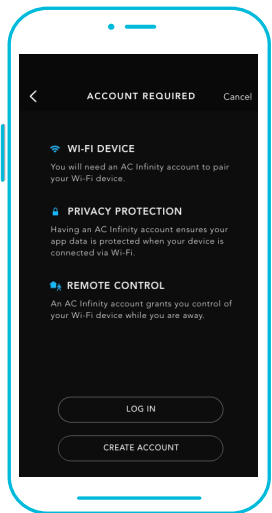 ACCOUNT REQUIRED Cancel
WI-FI DEVICE
You will need an AC Infinity account to pair
your Wi-Fi device.
PRIVACY PROTECTION
Having an AC Infinity account ensures your
app data is protected when your device is
connected via Wi-Fi.
REMOTE CONTROL
An AC Infinity account grants you control of
your Wi-Fi device while you are away.
LOG IN
CREATE ACCOUNT